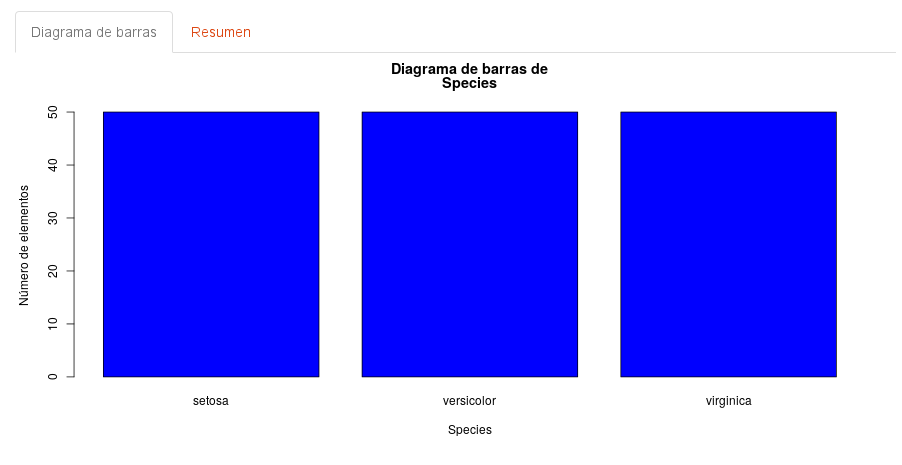 Diagrama de barras
Resumen
Diagrama de barras de
Species
Número de elementos
50
40
30
20
10
0
setosa
versicolor
virginica
Species